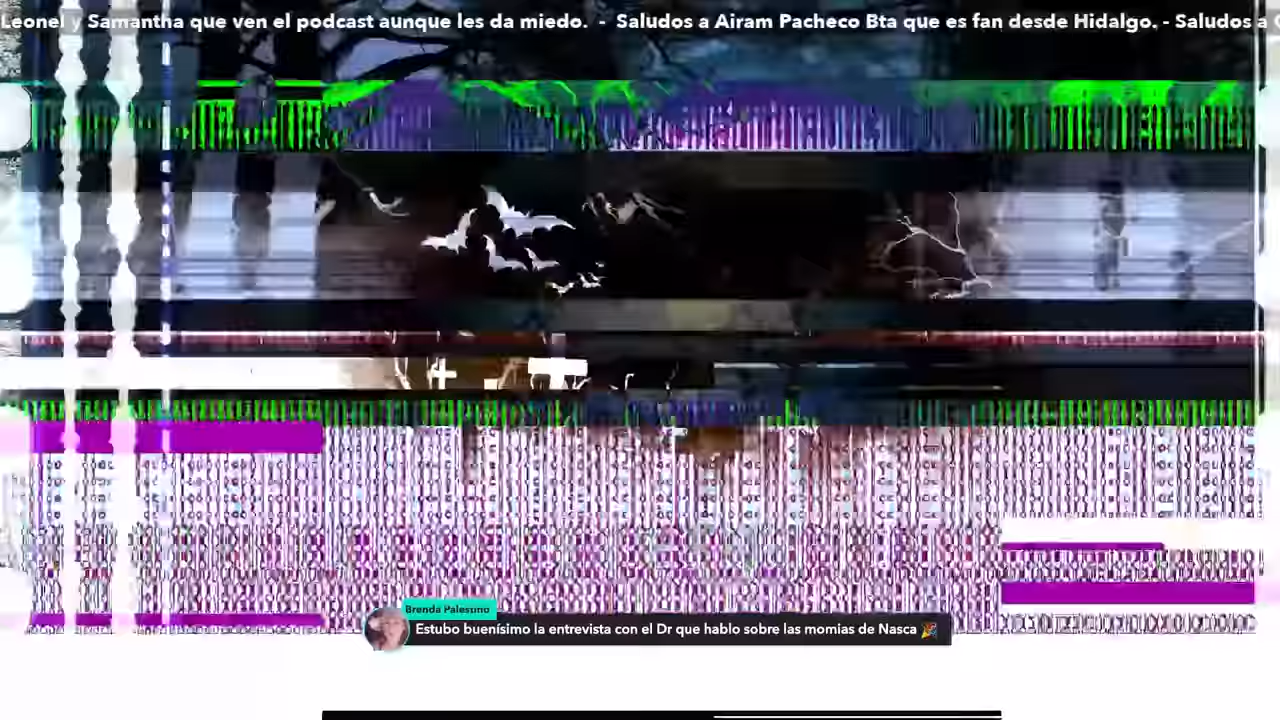 Leonel y Samantha que ven el podcast aunque les da miedo. - Saludos a Airam Pacheco Bta que es fan desde Hidalgo. - Saludos a
Brenda Palestino
Estubo buenísimo la entrevista con el Dr que hablo sobre las momias de Nasca 🎉